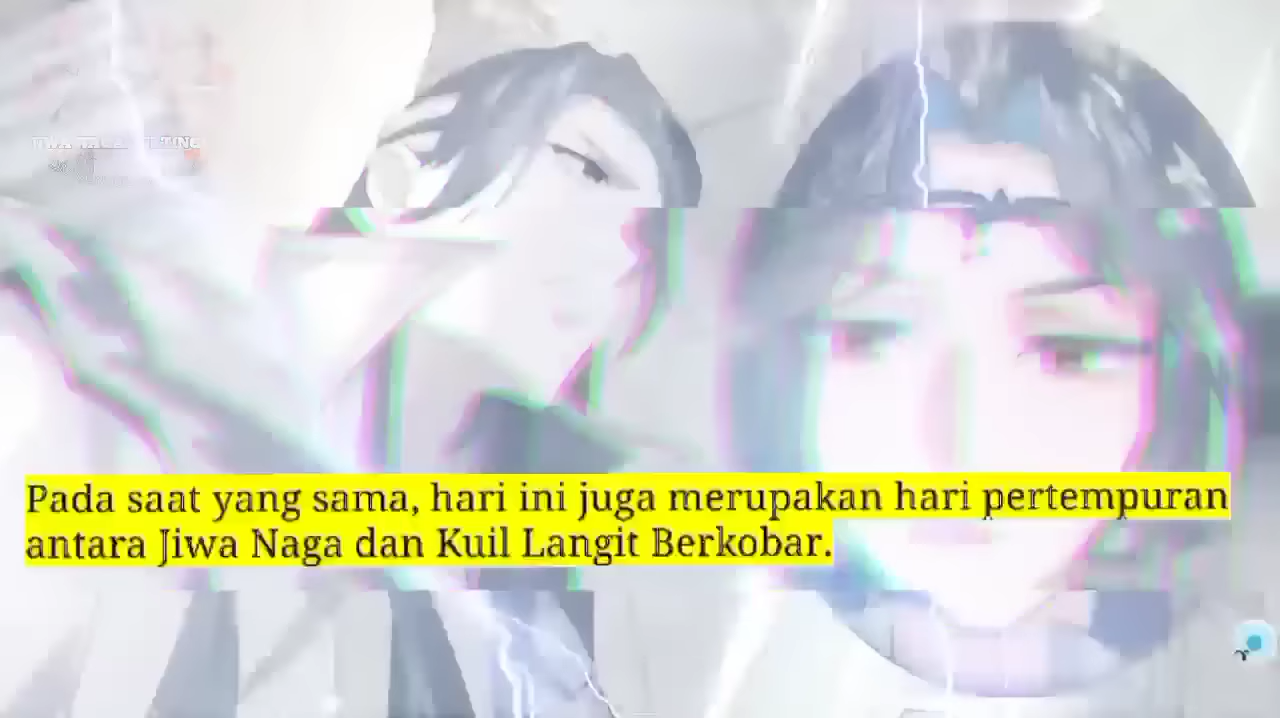 Pada saat yang sama, hari ini juga merupakan hari pertempuran
antara Jiwa Naga dan Kuil Langit Berkobar.